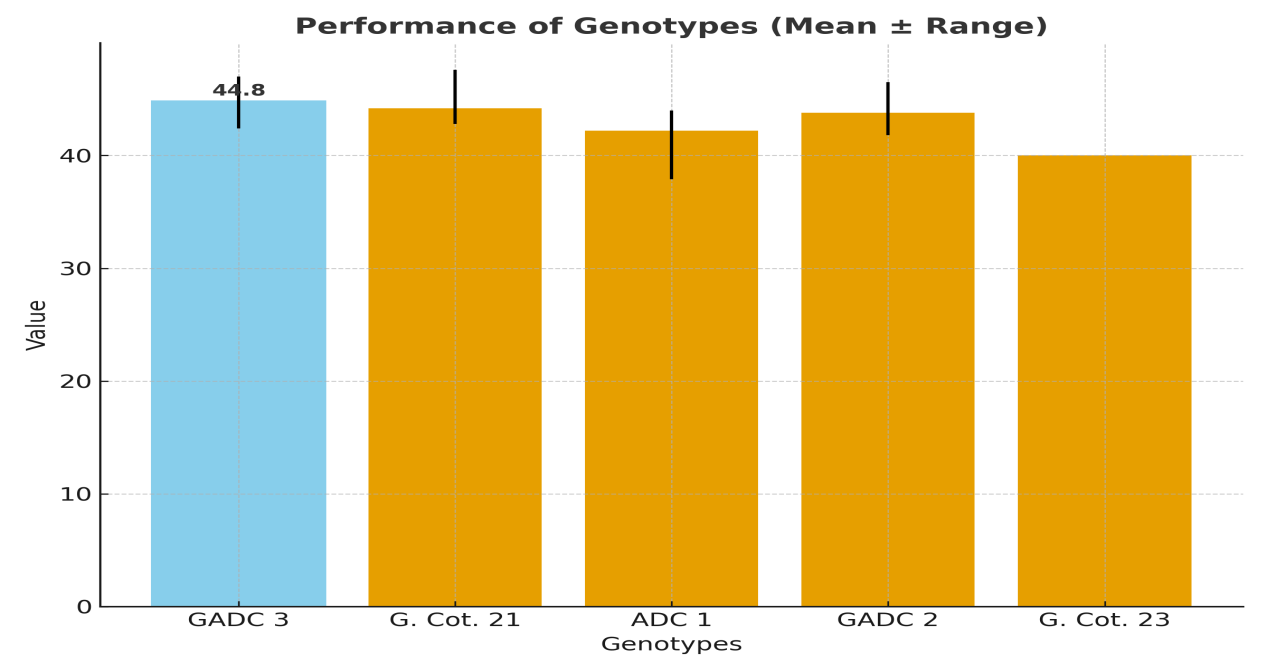 Performance of Genotypes (Mean ± Range)
44.8
40
30
20
10
0
Value
GADC 3 G. Cot. 21 ADC 1 GADC 2 G. Cot. 23
Genotypes